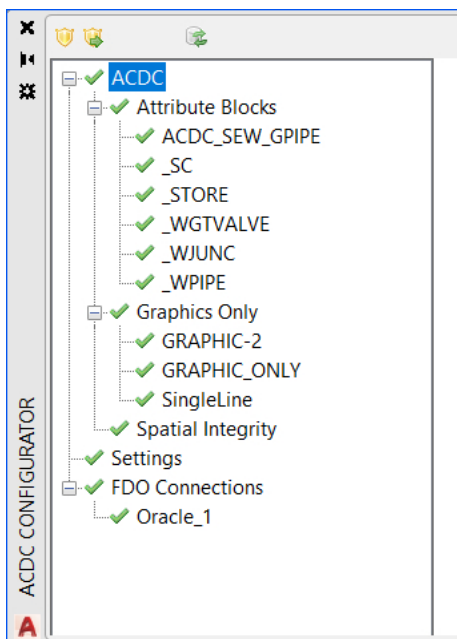 ACDC
Attribute Blocks
ACDC_SEW_GPIPE
_SC
_STORE
_WGTVALVE
_WJUNC
_WPIPE
Graphics Only
GRAPHIC-2
GRAPHIC_ONLY
SingleLine
Spatial Integrity
Settings
FDO Connections
Oracle_1
ACDC CONFIGURATOR
A